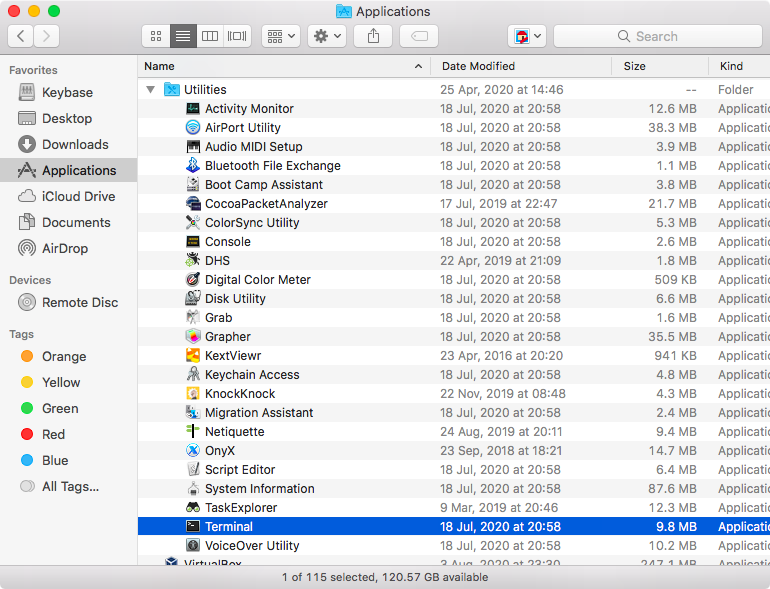 Applications
Search
Favorites
Keybase
Desktop
Downloads
Applications
iCloud Drive
Documents
AirDrop
Devices
Remote Disc
Tags
Orange
Yellow
Green
Red
Blue
All Tags...
Name Date Modified Size Kind
Utilities 25 Apr, 2020 at 14:46 -- Folder
Activity Monitor 18 Jul, 2020 at 20:58 12.6 MB Applicatio
AirPort Utility 18 Jul, 2020 at 20:58 38.3 MB Applicatio
Audio MIDI Setup 18 Jul, 2020 at 20:58 3.9 MB Applicatio
Bluetooth File Exchange 18 Jul, 2020 at 20:58 1.1 MB Applicatio
Boot Camp Assistant 18 Jul, 2020 at 20:58 3.8 MB Applicatio
CocoaPacketAnalyzer 17 Jul, 2019 at 22:47 21.7 MB Applicatio
ColorSync Utility 18 Jul, 2020 at 20:58 5.3 MB Applicatio
Console 18 Jul, 2020 at 20:58 2.6 MB Applicatio
DHS 22 Apr, 2019 at 21:09 1.8 MB Applicatio
Digital Color Meter 18 Jul, 2020 at 20:58 509 KB Applicatio
Disk Utility 18 Jul, 2020 at 20:58 6.6 MB Applicatio
Grab 18 Jul, 2020 at 20:58 1.6 MB Applicatio
Grapher 18 Jul, 2020 at 20:58 35.5 MB Applicatio
KextViewr 23 Apr, 2016 at 20:20 941 KB Applicatio
Keychain Access 18 Jul, 2020 at 20:58 4.8 MB Applicatio
KnockKnock 22 Nov, 2019 at 08:48 4.3 MB Applicatio
Migration Assistant 18 Jul, 2020 at 20:58 2.4 MB Applicatio
Netiquette 24 Aug, 2019 at 20:11 9.4 MB Applicatio
OnyX 23 Sep, 2018 at 18:21 14.7 MB Applicatio
Script Editor 18 Jul, 2020 at 20:58 6.4 MB Applicatio
System Information 18 Jul, 2020 at 20:58 87.6 MB Applicatio
TaskExplorer 9 Mar, 2019 at 20:46 12.3 MB Applicatio
Terminal 18 Jul, 2020 at 20:58 9.8 MB Applicatio
VoiceOver Utility 18 Jul, 2020 at 20:58 10.2 MB Applicatio
VirtualBox 3 Aug, 2020 at 23:30 247.1 MB Applicatio
1 of 115 selected, 120.57 GB available